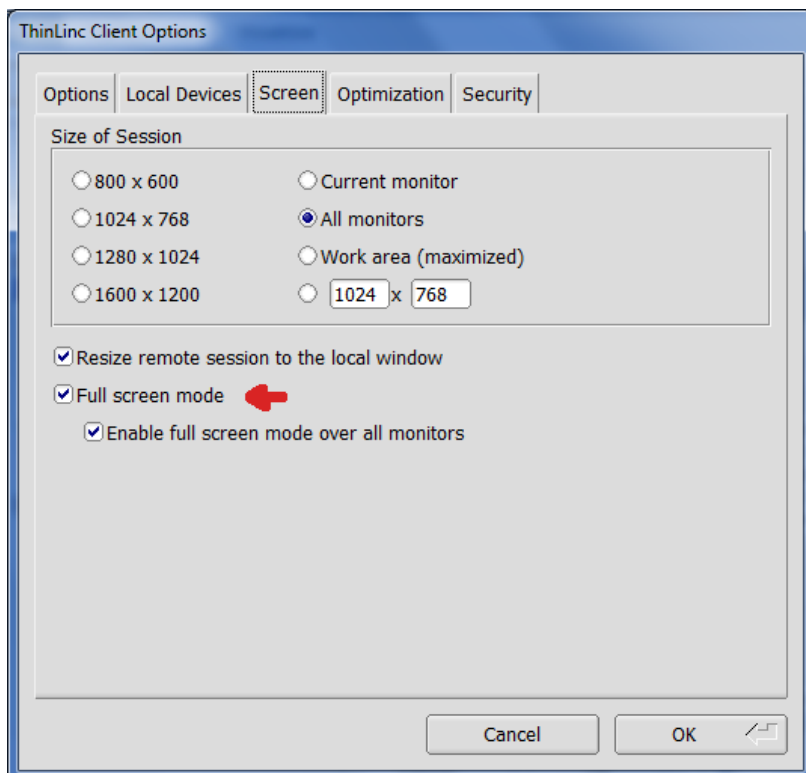 ThinLinc Client Options
Options Local Devices Screen Optimization Security
Size of Session
800 x 600 Current monitor
1024 x 768 All monitors
1280 x 1024 Work area (maximized)
1600 x 1200 1024 x 768
Resize remote session to the local window
Full screen mode
Enable full screen mode over all monitors
Cancel OK